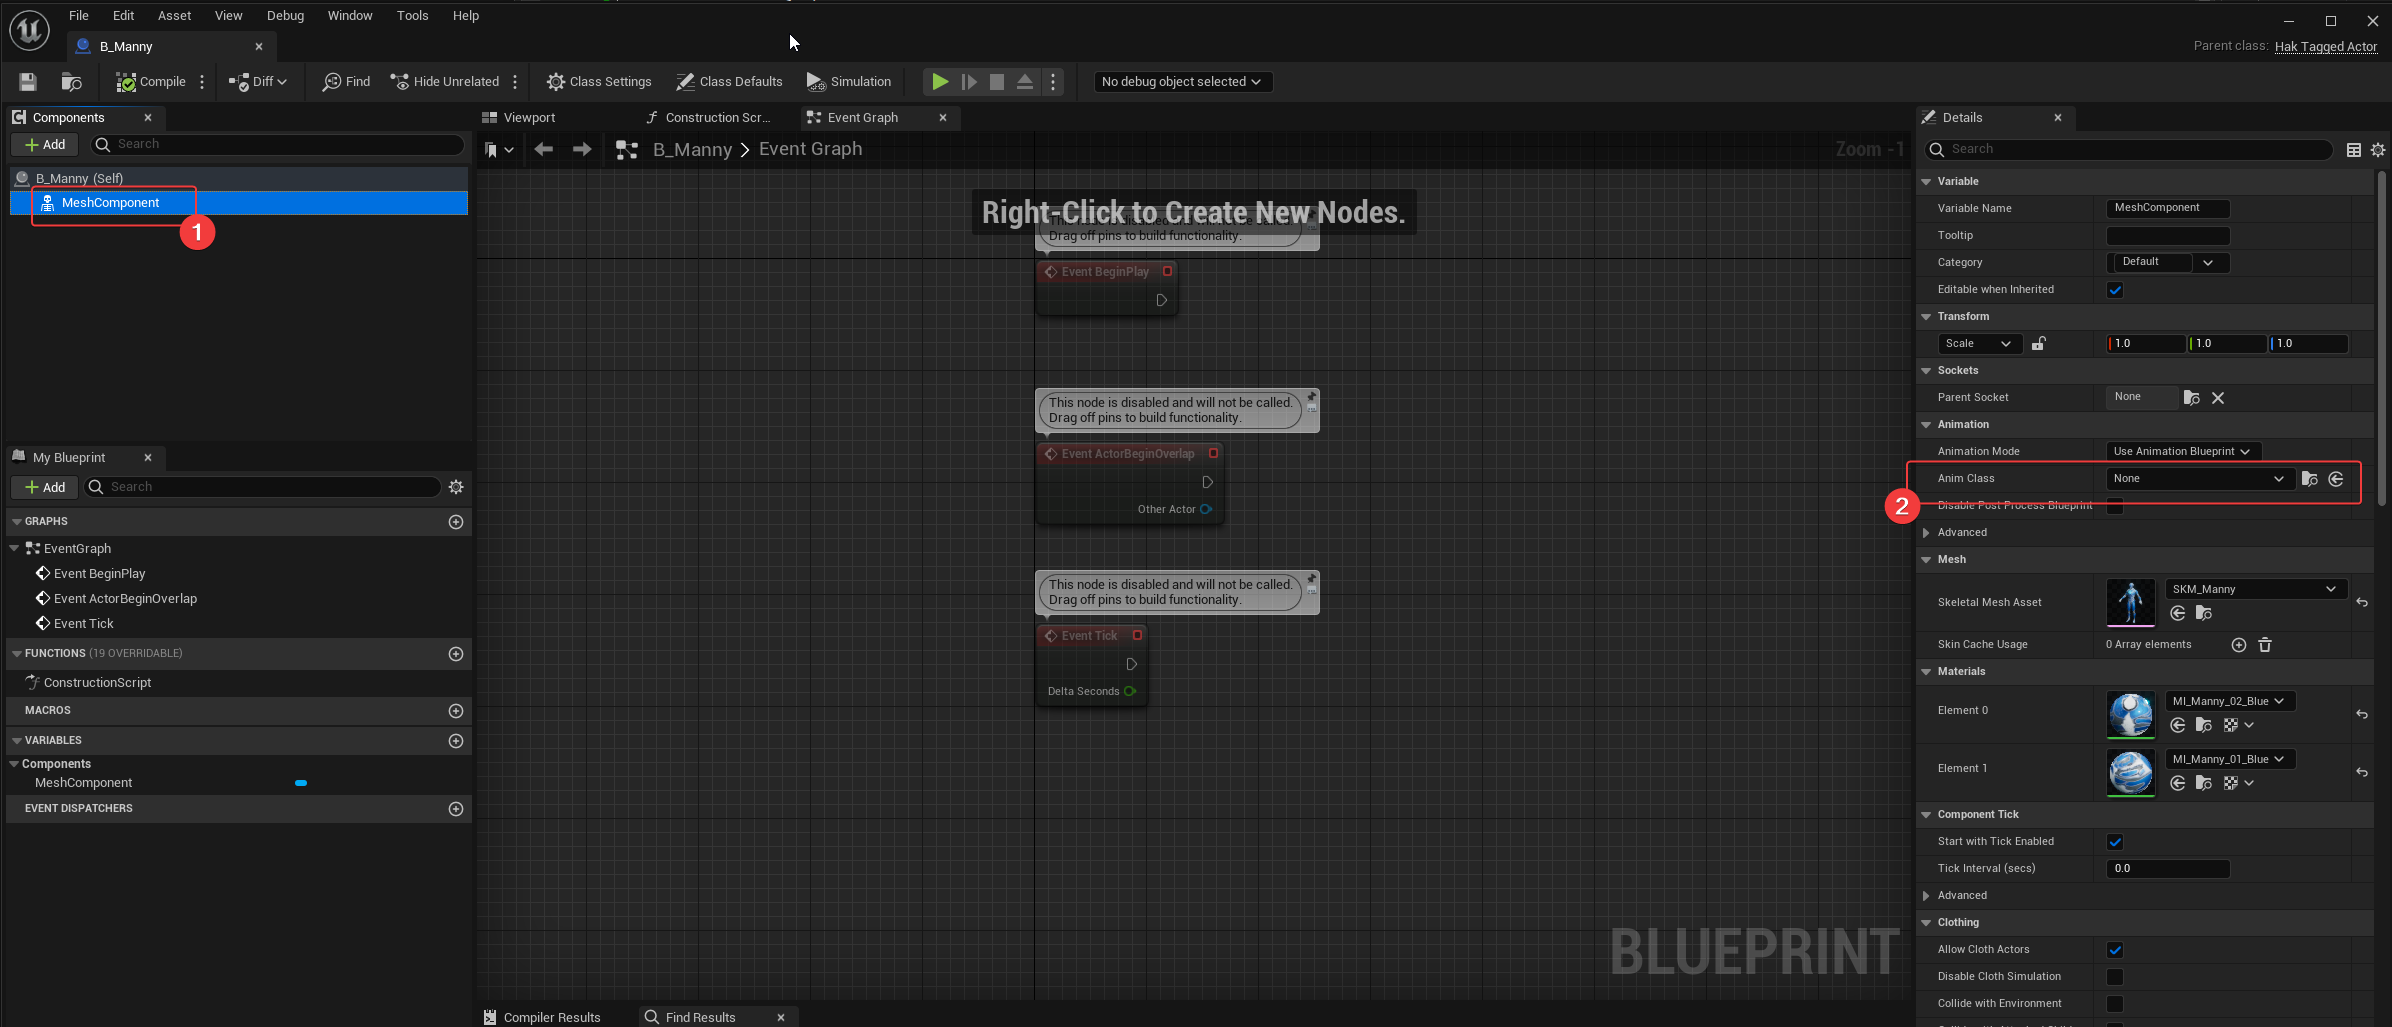 File Edit Asset View Debug Window Tools Help
B_Manny
Parent class: Hak Tagged Actor
Compile Diff Find Hide Unrelated Class Settings Class Defaults Simulation No debug object selected
Components
Add Search
B_Manny (Self)
MeshComponent
1
My Blueprint
Add Search
GRAPHS
EventGraph
Event BeginPlay
Event ActorBeginOverlap
Event Tick
FUNCTIONS (19 OVERRIDABLE)
ConstructionScript
MACROS
VARIABLES
Components
MeshComponent
EVENT DISPATCHERS
Viewport Construction Scr... Event Graph
B_Manny > Event Graph
Zoom -1
Right-Click to Create New Nodes.
Drag off pins to build functionality.
Event BeginPlay
This node is disabled and will not be called.
Drag off pins to build functionality.
Event ActorBeginOverlap
Other Actor
This node is disabled and will not be called.
Drag off pins to build functionality.
Event Tick
Delta Seconds
BLUEPRINT
Compiler Results Find Results
Details
Search
Variable
Variable Name MeshComponent
Tooltip
Category Default
Editable when Inherited
Transform
Scale 1.0 1.0 1.0
Sockets
Parent Socket None
Animation
Animation Mode Use Animation Blueprint
Anim Class None
2
Disable Post Process Blueprint
Advanced
Mesh
Skeletal Mesh Asset SKM_Manny
Skin Cache Usage 0 Array elements
Materials
Element 0 MI_Manny_02_Blue
Element 1 MI_Manny_01_Blue
Component Tick
Start with Tick Enabled
Tick Interval (secs) 0.0
Advanced
Clothing
Allow Cloth Actors
Disable Cloth Simulation
Collide with Environment